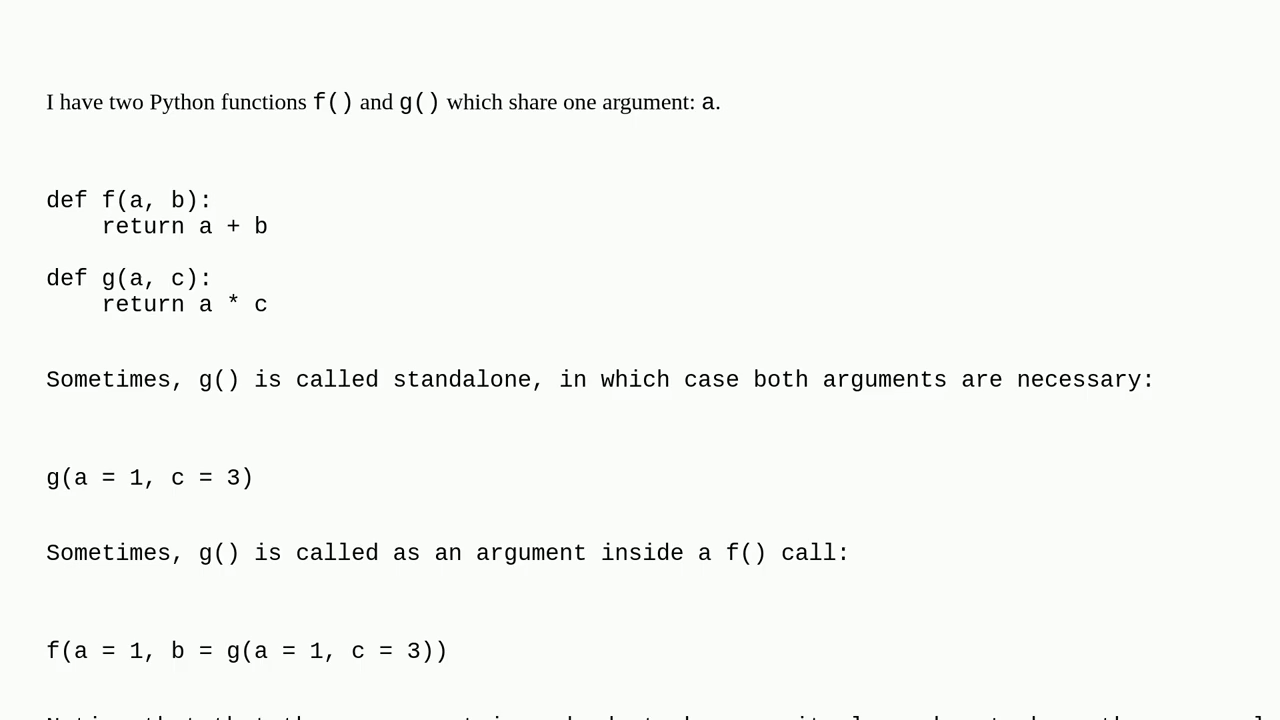 I have two Python functions f() and g() which share one argument: a.
def f(a, b):
    return a + b
def g(a, c):
    return a * c
Sometimes, g() is called standalone, in which case both arguments are necessary:
g(a = 1, c = 3)
Sometimes, g() is called as an argument inside a f() call:
f(a = 1, b = g(a = 1, c = 3))